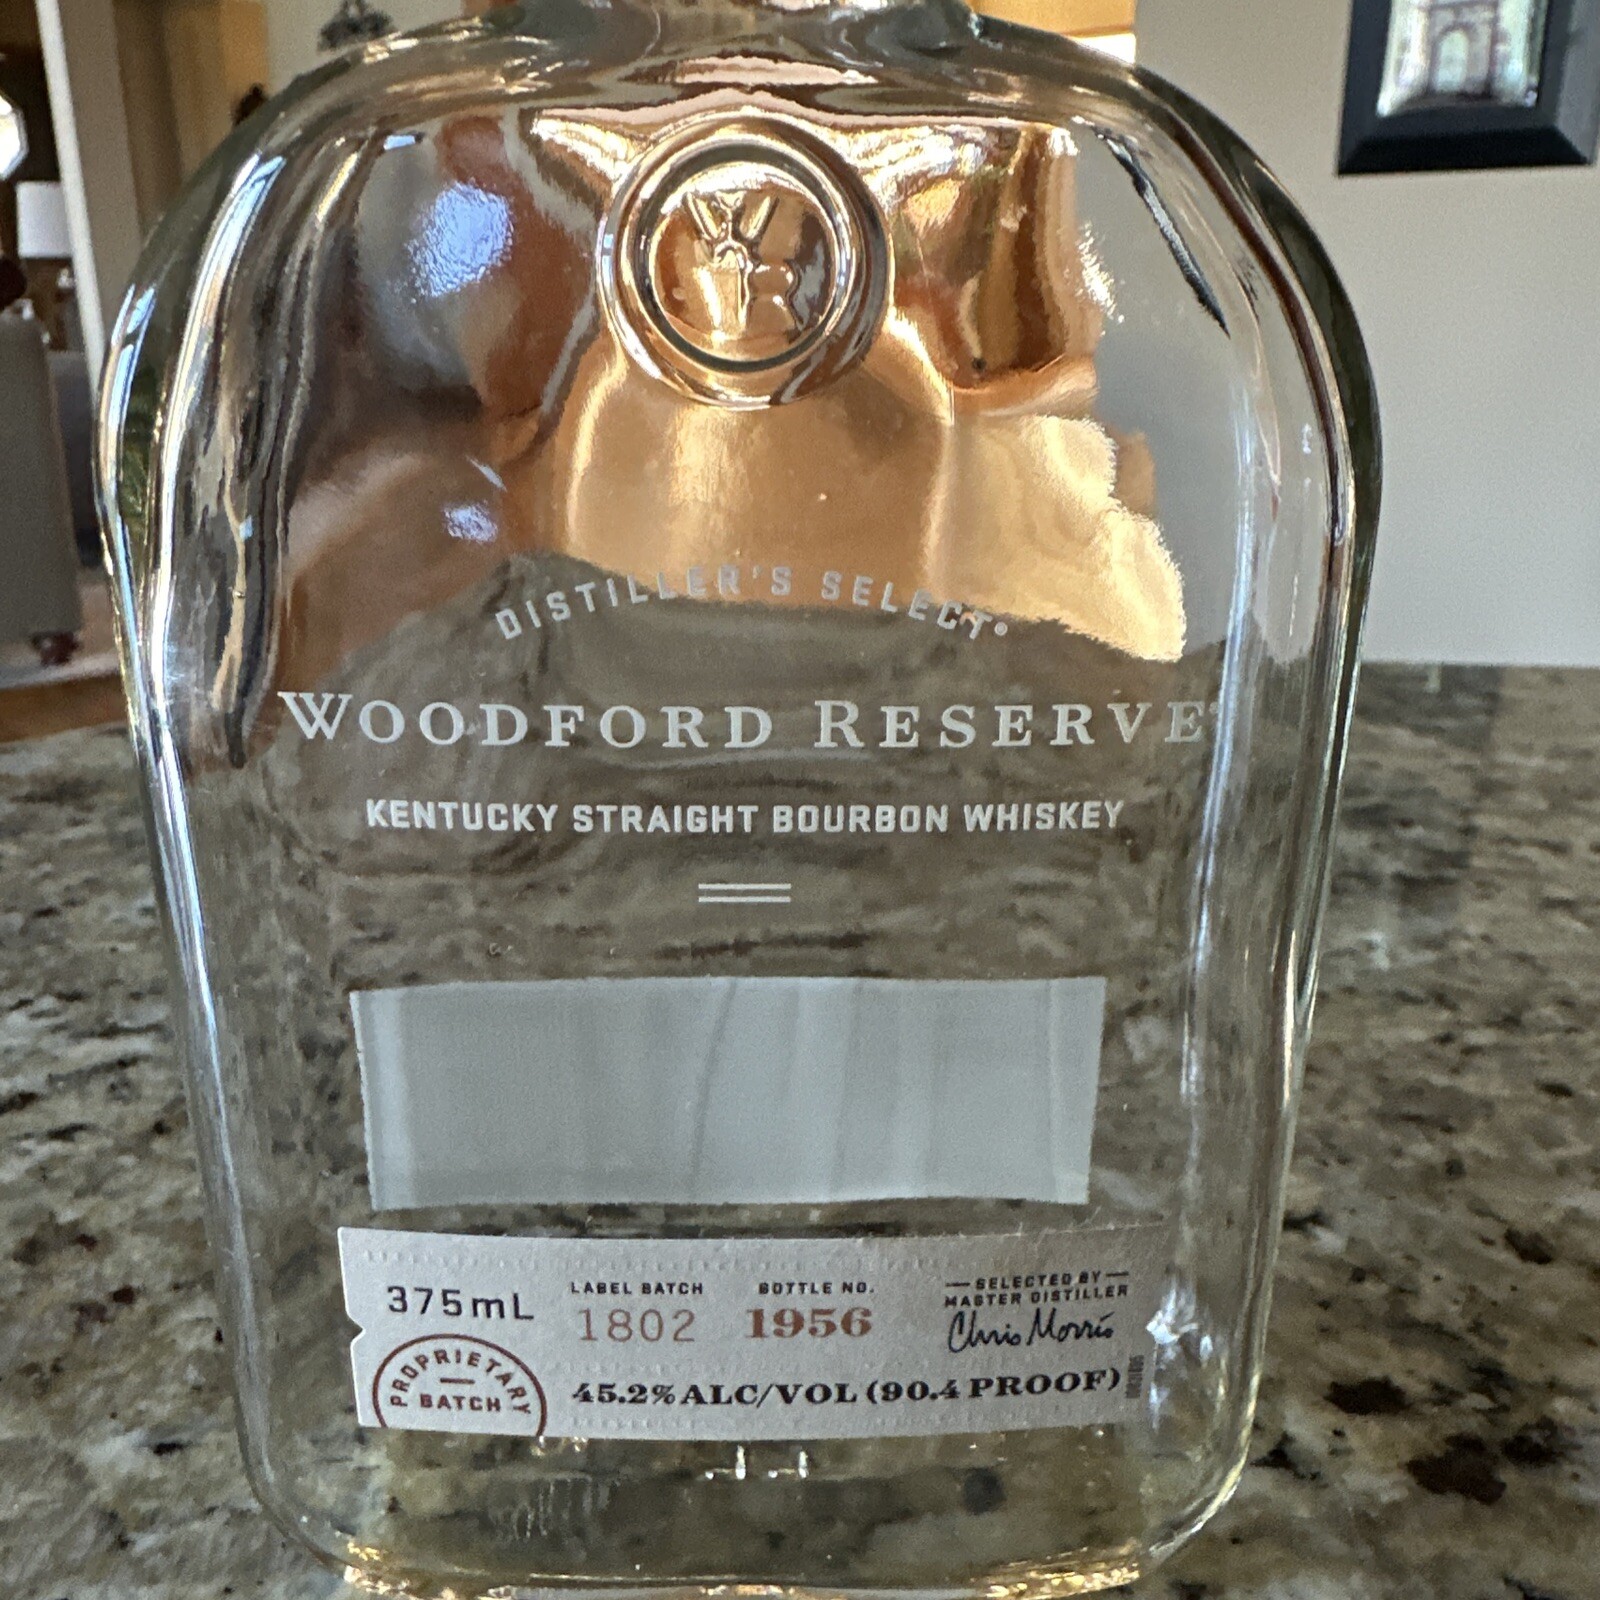 WR
DISTILLER'S SELECT®
WOODFORD RESERVE®
KENTUCKY STRAIGHT BOURBON WHISKEY
375mL
LABEL BATCH
1802
BOTTLE NO.
1956
SELECTED BY
MASTER DISTILLER
Chris Morris
PROPRIETARY
BATCH
45.2% ALC/VOL (90.4 PROOF)